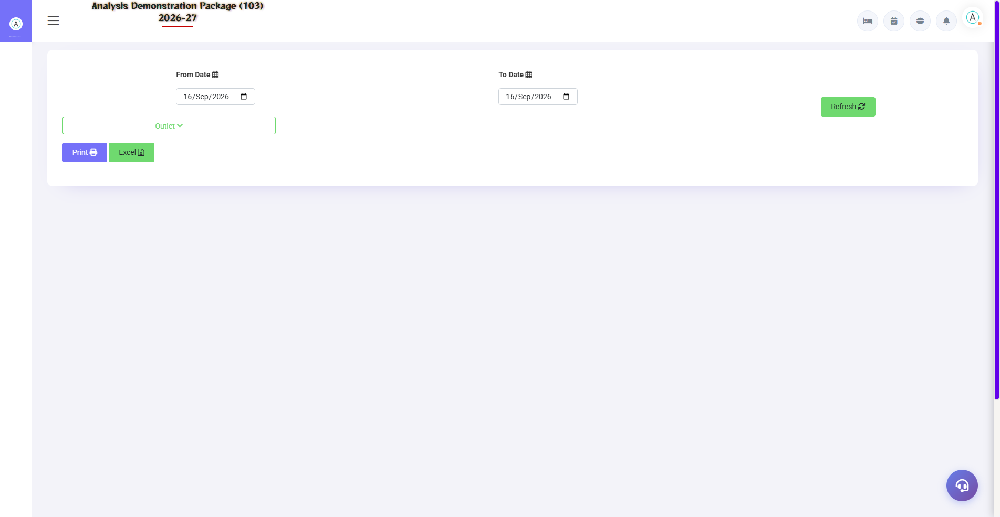 Analysis Demonstration Package (103)
2026-27
From Date
To Date
16/Sep/2026
16/Sep/2026
Refresh
Outlet
Print
Excel